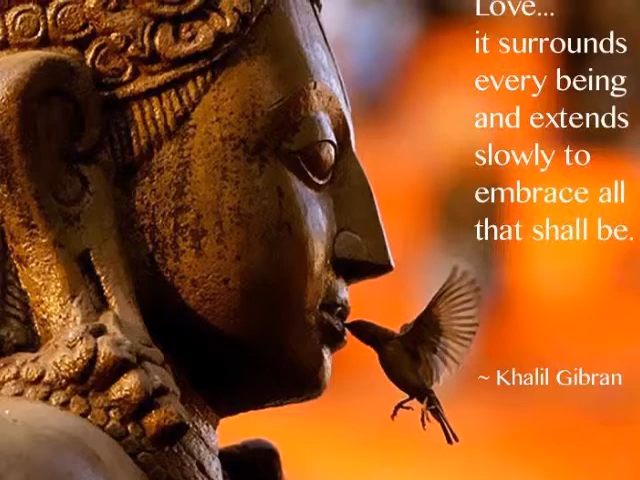 Love...
it surrounds
every being
and extends
slowly to
embrace all
that shall be.
~ Khalil Gibran